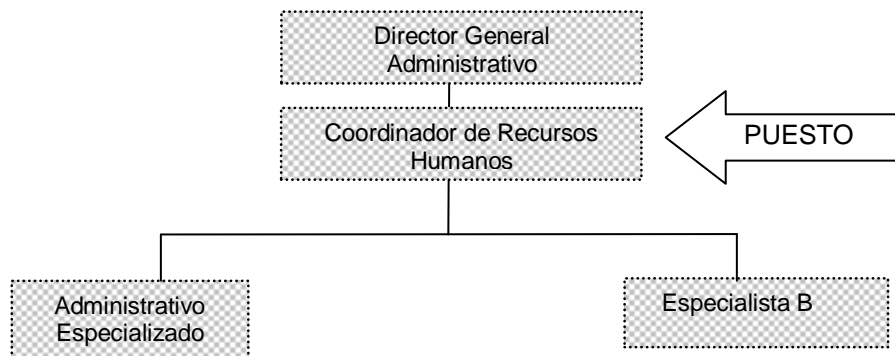 Director General
Administrativo
Coordinador de Recursos
Humanos
PUESTO
Administrativo
Especializado
Especialista B